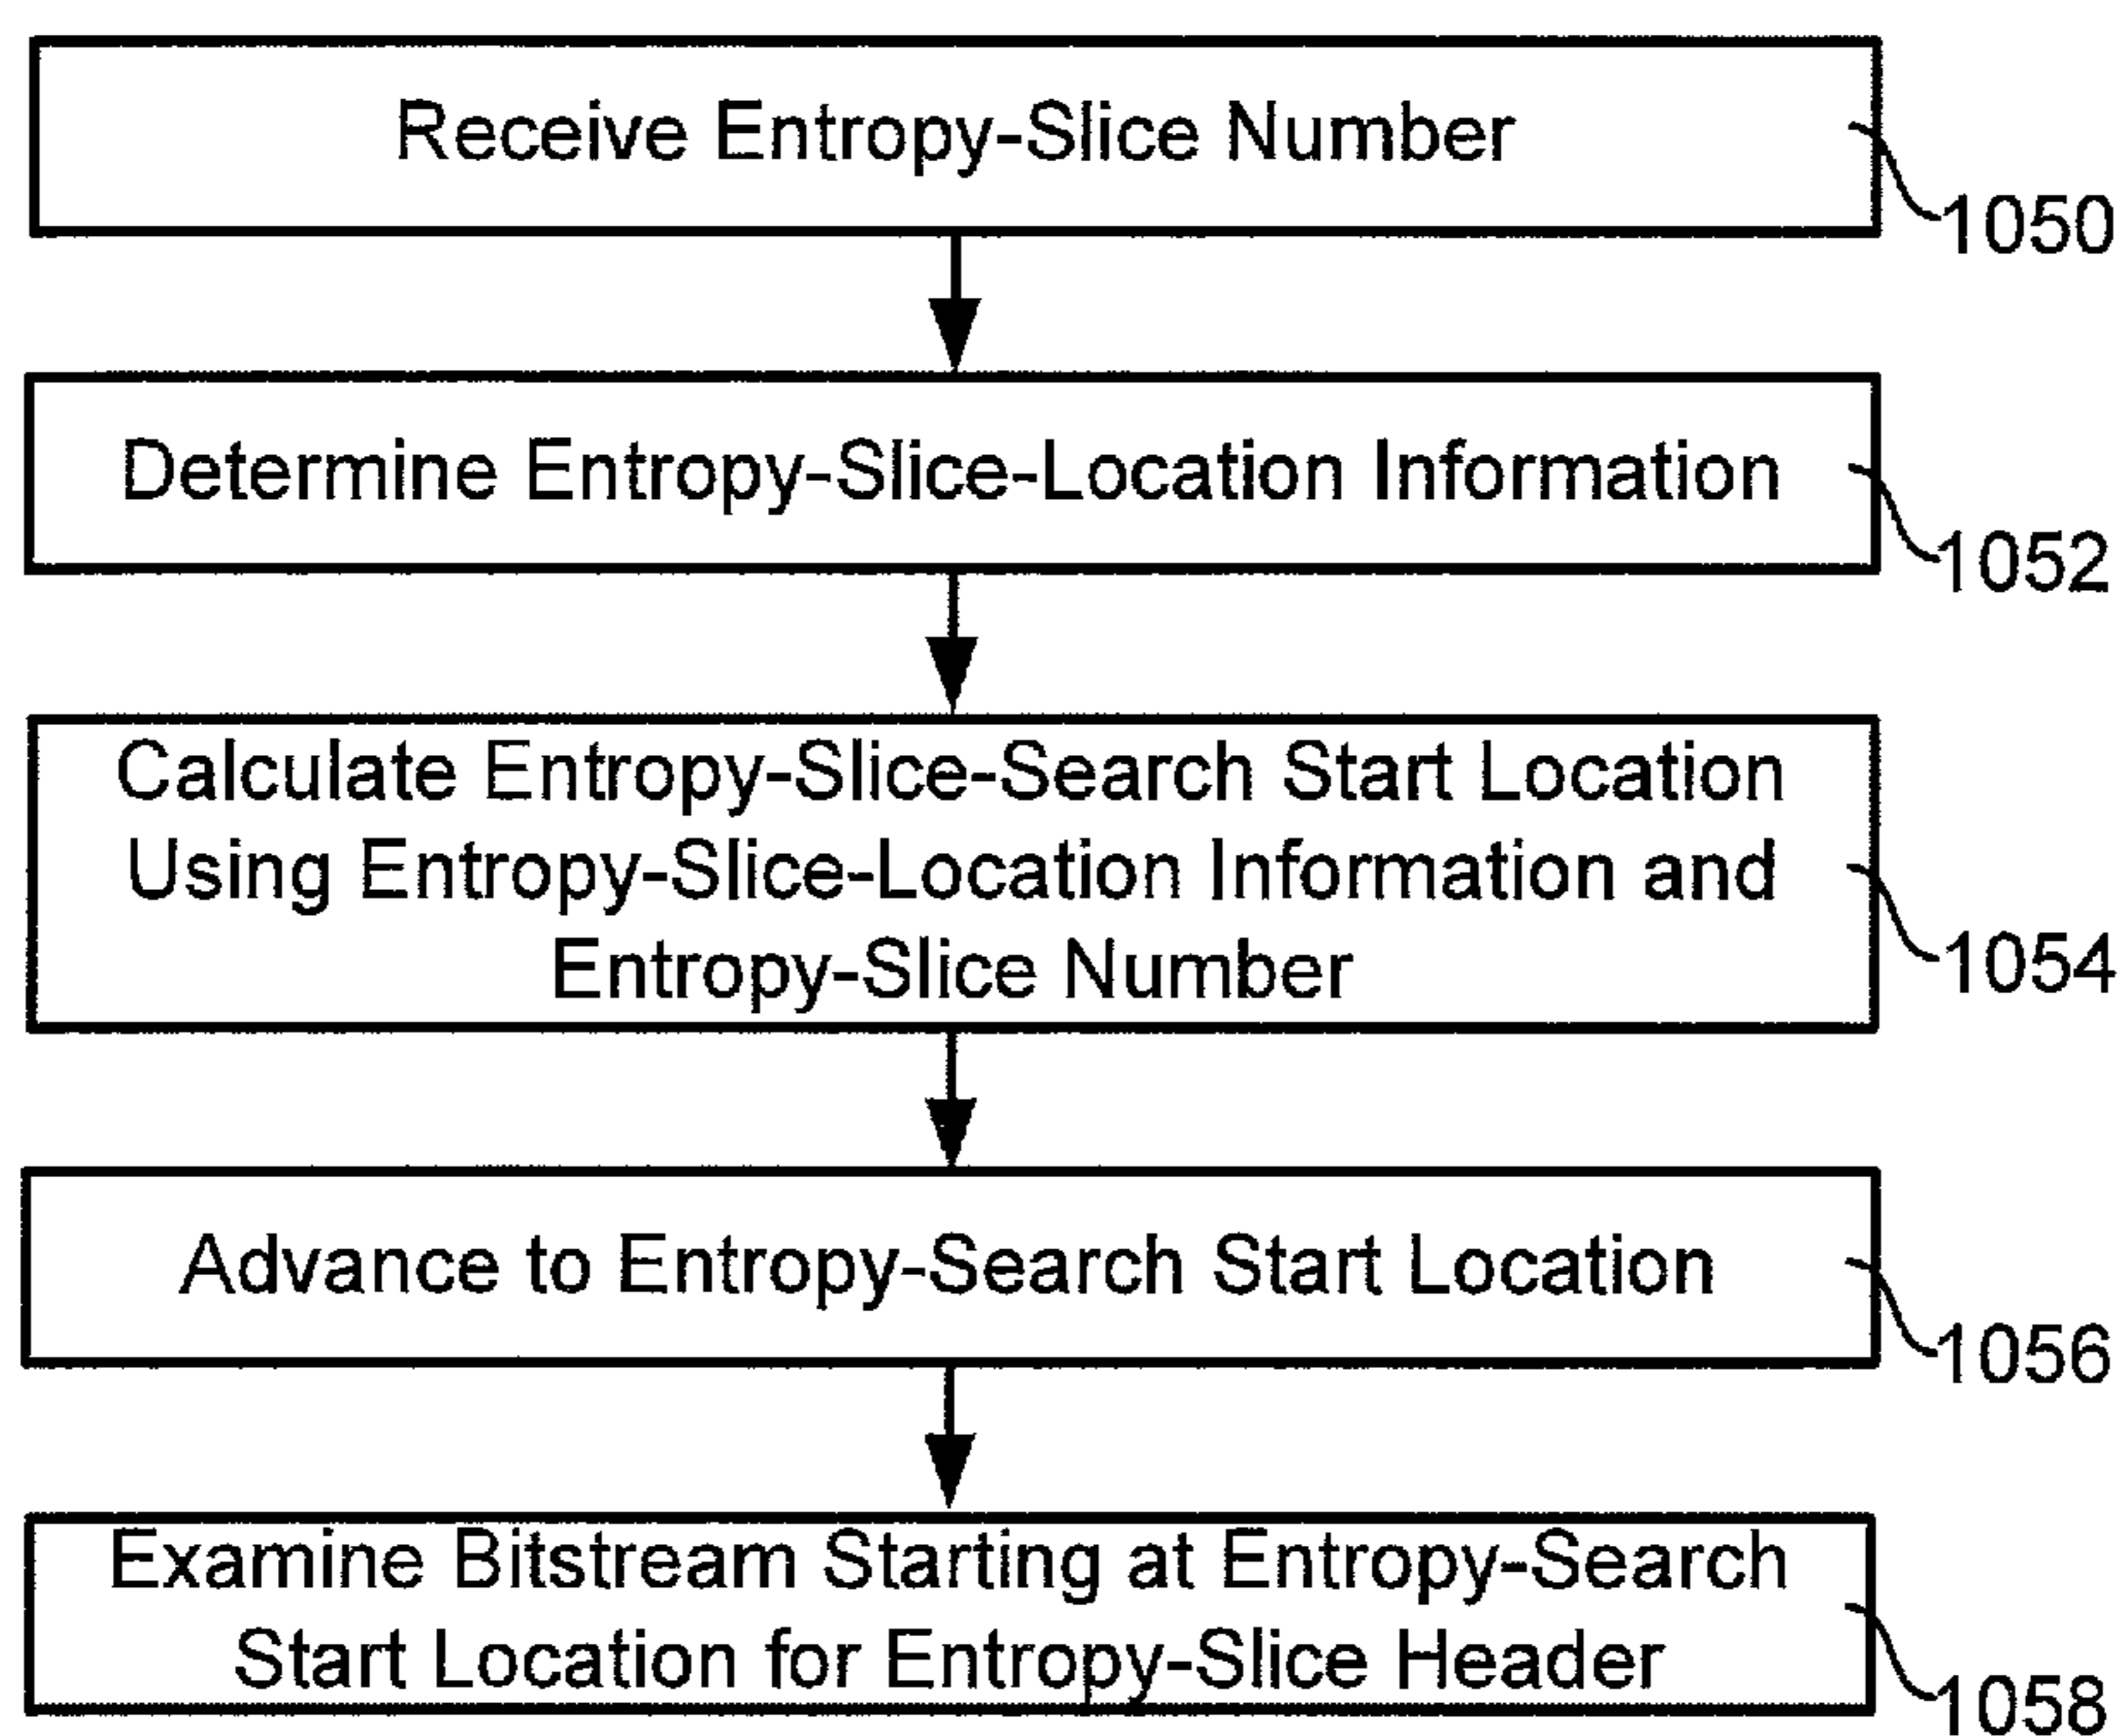 Receive Entropy-Slice Number
1050
Determine Entropy-Slice-Location Information
1052
Calculate Entropy-Slice-Search Start Location
Using Entropy-Slice-Location Information and
Entropy-Slice Number
1054
Advance to Entropy-Search Start Location
1056
Examine Bitstream Starting at Entropy-Search
Start Location for Entropy-Slice Header
1058